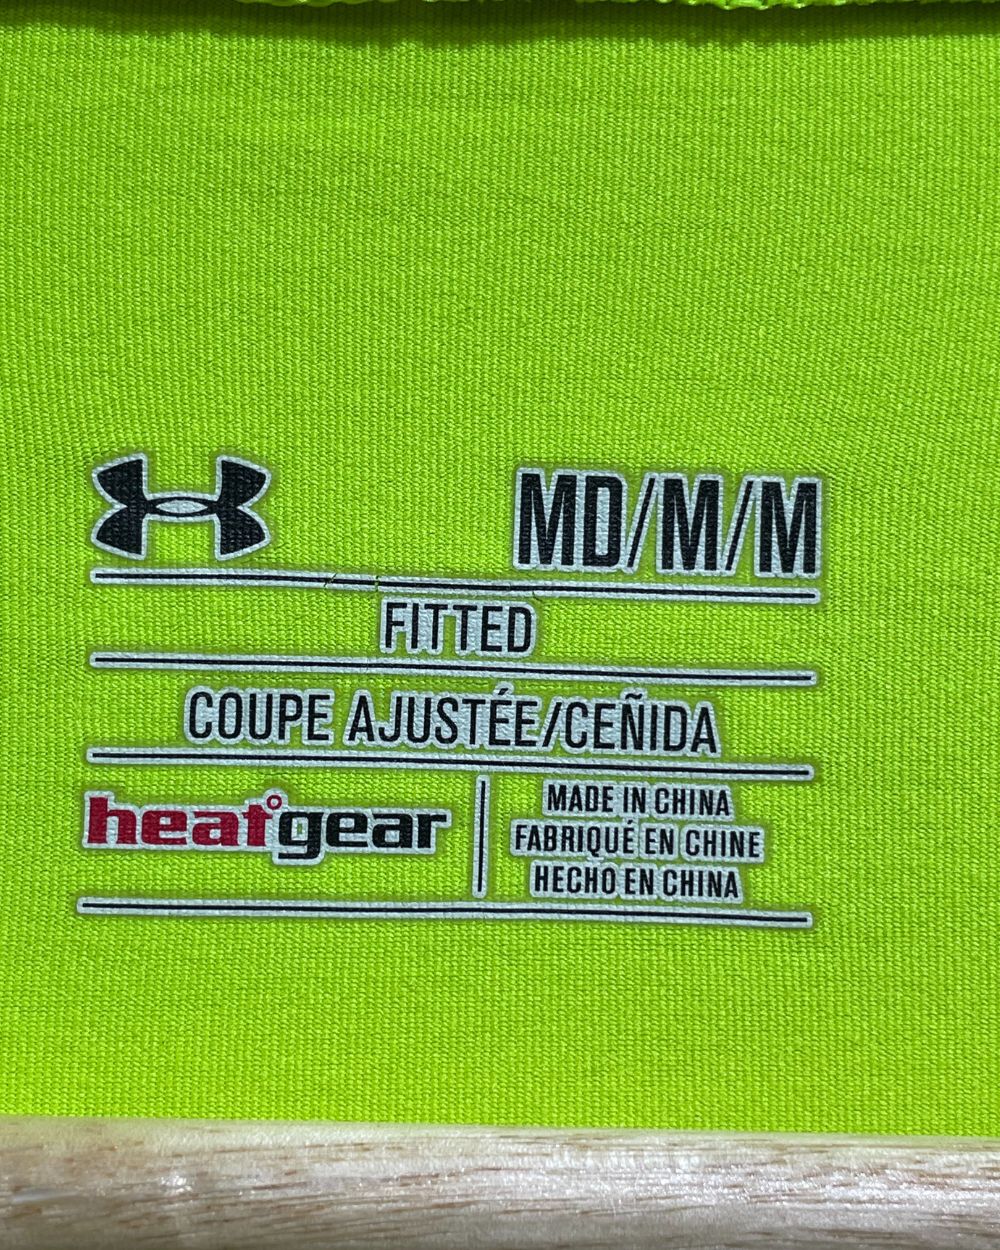 MD/M/M
FITTED
COUPE AJUSTÉE/CEÑIDA
heatgear
MADE IN CHINA
FABRIQUÉ EN CHINE
HECHO EN CHINA